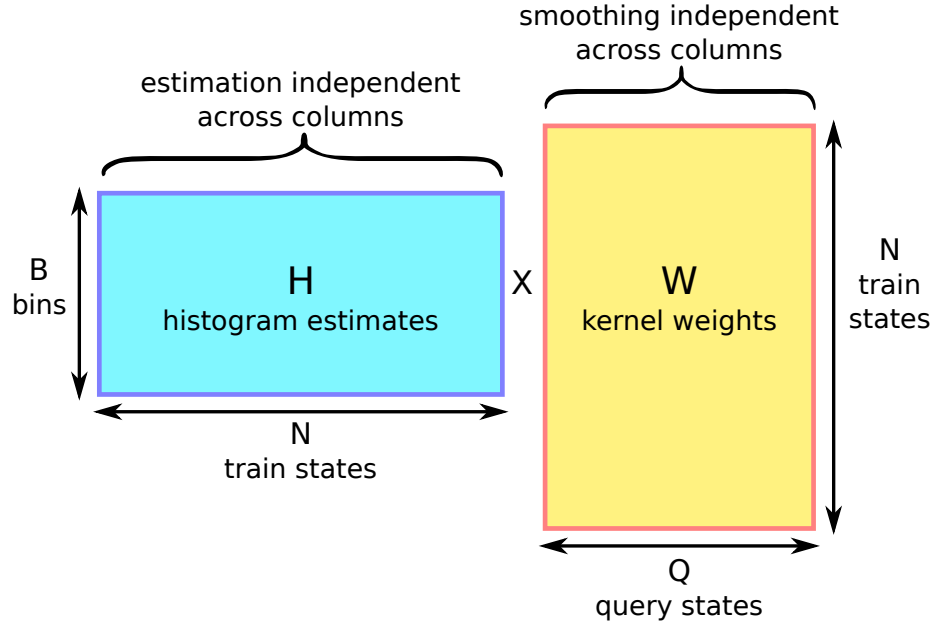 smoothing independent
across columns
estimation independent
across columns
B
bins
H
histogram estimates
X
W
kernel weights
N
train
states
N
train states
Q
query states